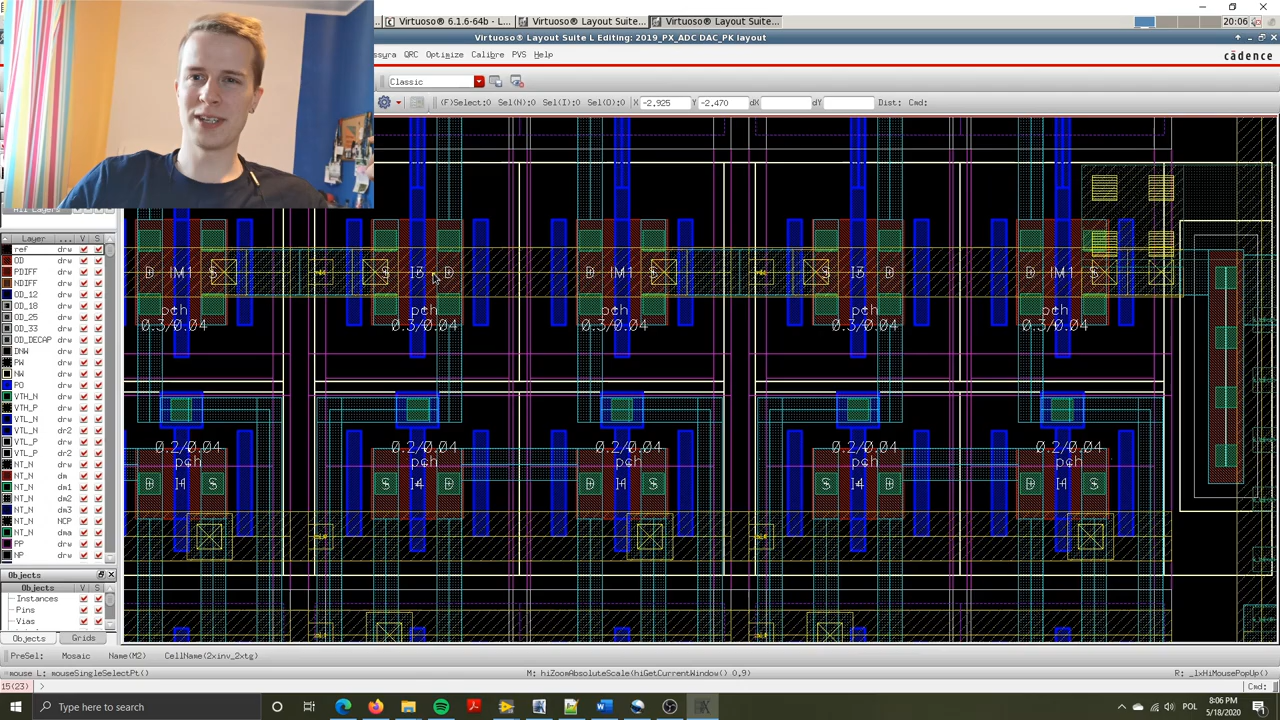 Virtuoso® 6.1.6-64b - L...
Virtuoso® Layout Suite...
Virtuoso® Layout Suite...
20:06
Virtuoso® Layout Suite L Editing: 2019_PX_ADC DAC_PK layout
ssura QRC Optimize Calibre PVS Help
cādence
Classic
(F)Select:0 Sel(N):0 Sel(I):0 Sel(O):0 X -2.925 Y -2.470 dX dY Dist: Cmd:
All Layers
Layer ... V S
ref drw
OD drw
PDIFF drw
NDIFF drw
OD_12 drw
OD_18 drw
OD_25 drw
OD_33 drw
OD_DECAP drw
DNW drw
PW drw
NW drw
PO drw
VTH_N drw
VTH_P drw
VTL_N drw
VTL_N dr2
VTL_P drw
VTL_P dr2
NT_N drw
NT_N dm
NT_N dm1
NT_N dm2
NT_N dm3
NT_N NCP
NT_N dma
PP drw
NP drw
D IM1 S
S I3 D
D IM1 S
S I3 D
D IM1 S
pch pch pch pch pch
0.3/0.04 0.3/0.04 0.3/0.04 0.3/0.04 0.3/0.04
0.2/0.04 0.2/0.04 0.2/0.04 0.2/0.04 0.2/0.04
pch pch pch pch pch
D S
S I4 D
D S
S I4 D
D S
Objects
Objects V S
Instances
Pins
Vias
Objects Grids
PreSel: Mosaic Name(M2) CellName(2xinv_2xtg)
mouse L: mouseSingleSelectPt()
M: hiZoomAbsoluteScale(hiGetCurrentWindow() 0.9)
R: _lxHiMousePopUp()
15(23) >
Cmd:
Type here to search
POL
8:06 PM
5/18/2020